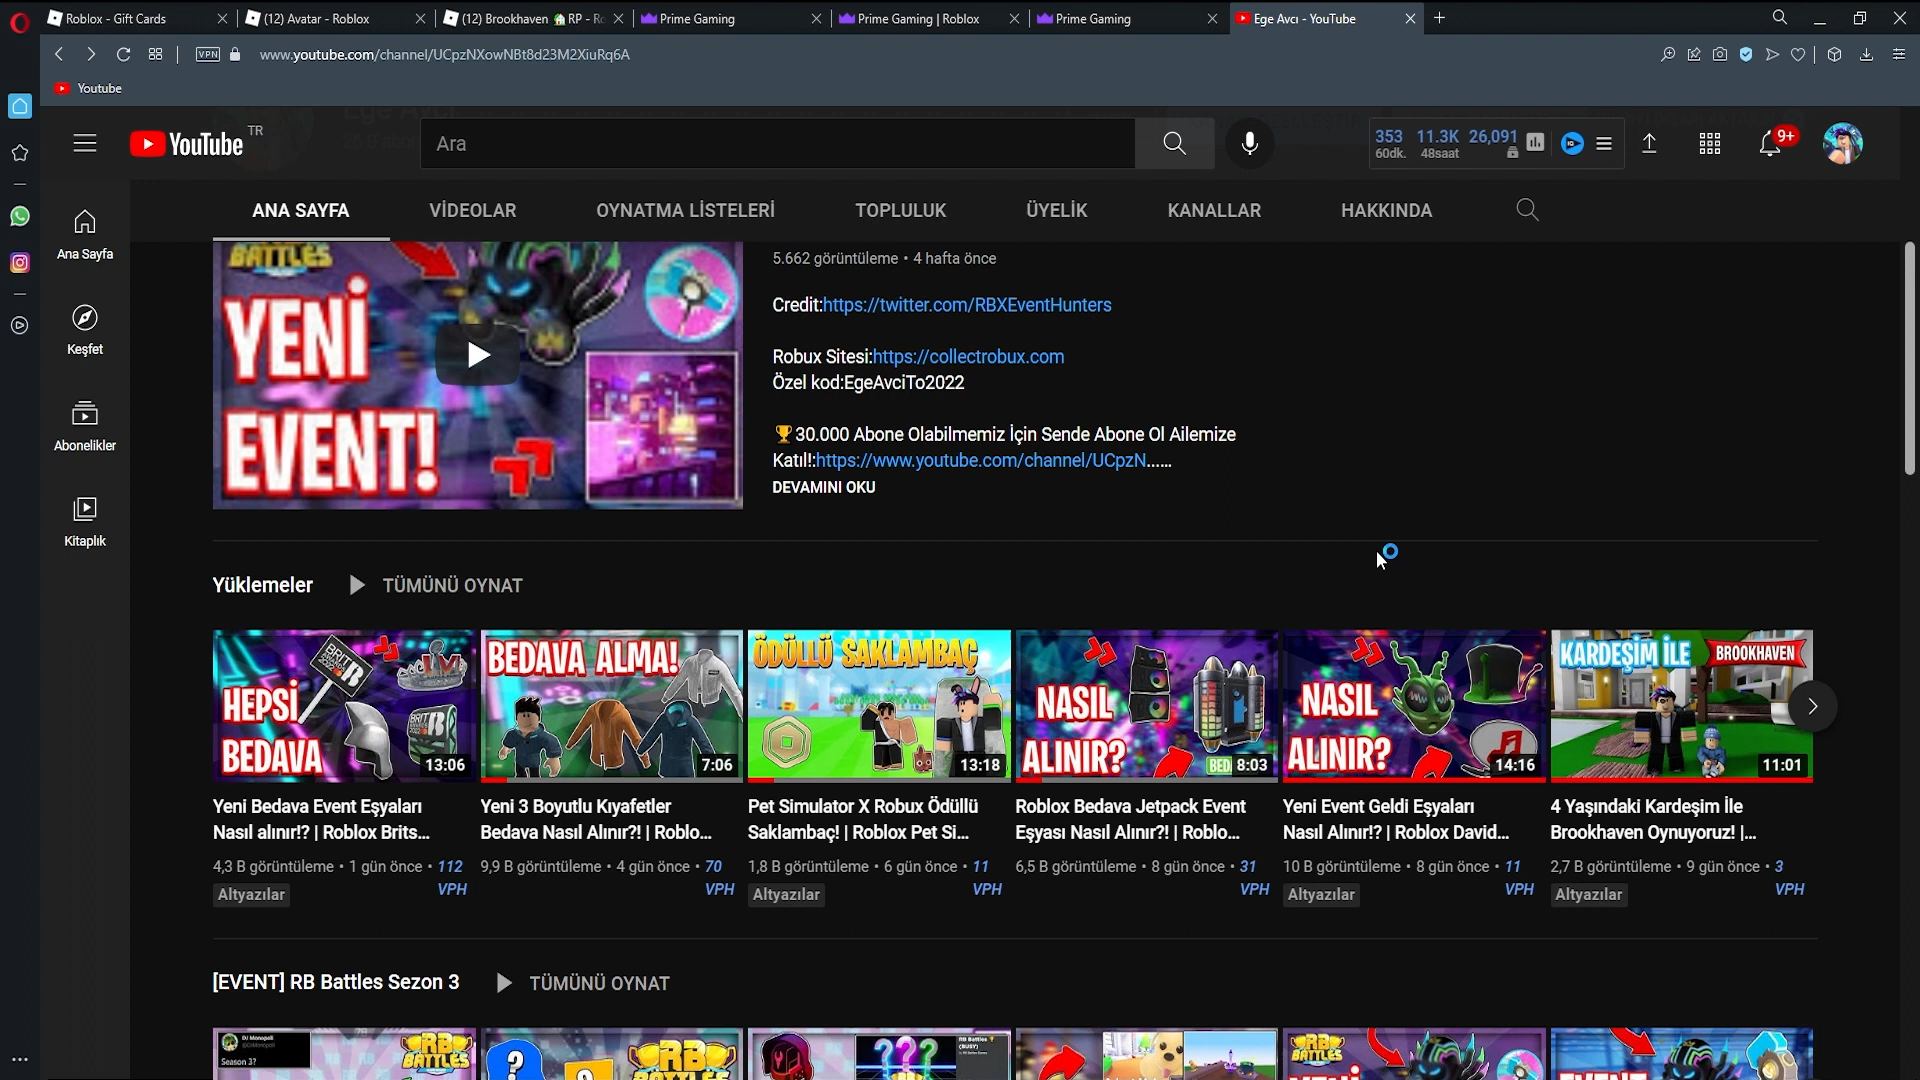 Roblox - Gift Cards
(12) Avatar - Roblox
(12) Brookhaven 🏠RP - Ro
Prime Gaming
Prime Gaming | Roblox
Prime Gaming
Ege Avcı - YouTube
VPN
www.youtube.com/channel/UCpzNXowNBt8d23M2XiuRq6A
Youtube
YouTube TR
Ara
353 11.3K 26,091
60dk. 48saat
9+
ANA SAYFA
VİDEOLAR
OYNATMA LİSTELERİ
TOPLULUK
ÜYELİK
KANALLAR
HAKKINDA
Ana Sayfa
Keşfet
Abonelikler
Kitaplık
BATTLES
YENİ
EVENT!
5.662 görüntüleme • 4 hafta önce
Credit:https://twitter.com/RBXEventHunters
Robux Sitesi:https://collectrobux.com
Özel kod:EgeAvciTo2022
🏆30.000 Abone Olabilmemiz İçin Sende Abone Ol Ailemize
Katıl!:https://www.youtube.com/channel/UCpzN......
DEVAMINI OKU
Yüklemeler
TÜMÜNÜ OYNAT
HEPSİ
BEDAVA
13:06
BEDAVA ALMA!
7:06
ÖDÜLLÜ SAKLAMBAÇ
13:18
NASIL
ALINIR?
BED
8:03
NASIL
ALINIR?
14:16
KARDEŞİM İLE
BROOKHAVEN
11:01
Yeni Bedava Event Eşyaları
Nasıl alınır!? | Roblox Brits...
4,3 B görüntüleme • 1 gün önce • 112
VPH
Altyazılar
Yeni 3 Boyutlu Kıyafetler
Bedava Nasıl Alınır?! | Roblo...
9,9 B görüntüleme • 4 gün önce • 70
VPH
Pet Simulator X Robux Ödüllü
Saklambaç! | Roblox Pet Si...
1,8 B görüntüleme • 6 gün önce • 11
VPH
Altyazılar
Roblox Bedava Jetpack Event
Eşyası Nasıl Alınır?! | Roblo...
6,5 B görüntüleme • 8 gün önce • 31
VPH
Yeni Event Geldi Eşyaları
Nasıl Alınır!? | Roblox David...
10 B görüntüleme • 8 gün önce • 11
VPH
Altyazılar
4 Yaşındaki Kardeşim İle
Brookhaven Oynuyoruz! |...
2,7 B görüntüleme • 9 gün önce • 3
VPH
Altyazılar
[EVENT] RB Battles Sezon 3
TÜMÜNÜ OYNAT
Season 3?
RB
BATTLES
RB
BATTLES
???
BATTLES